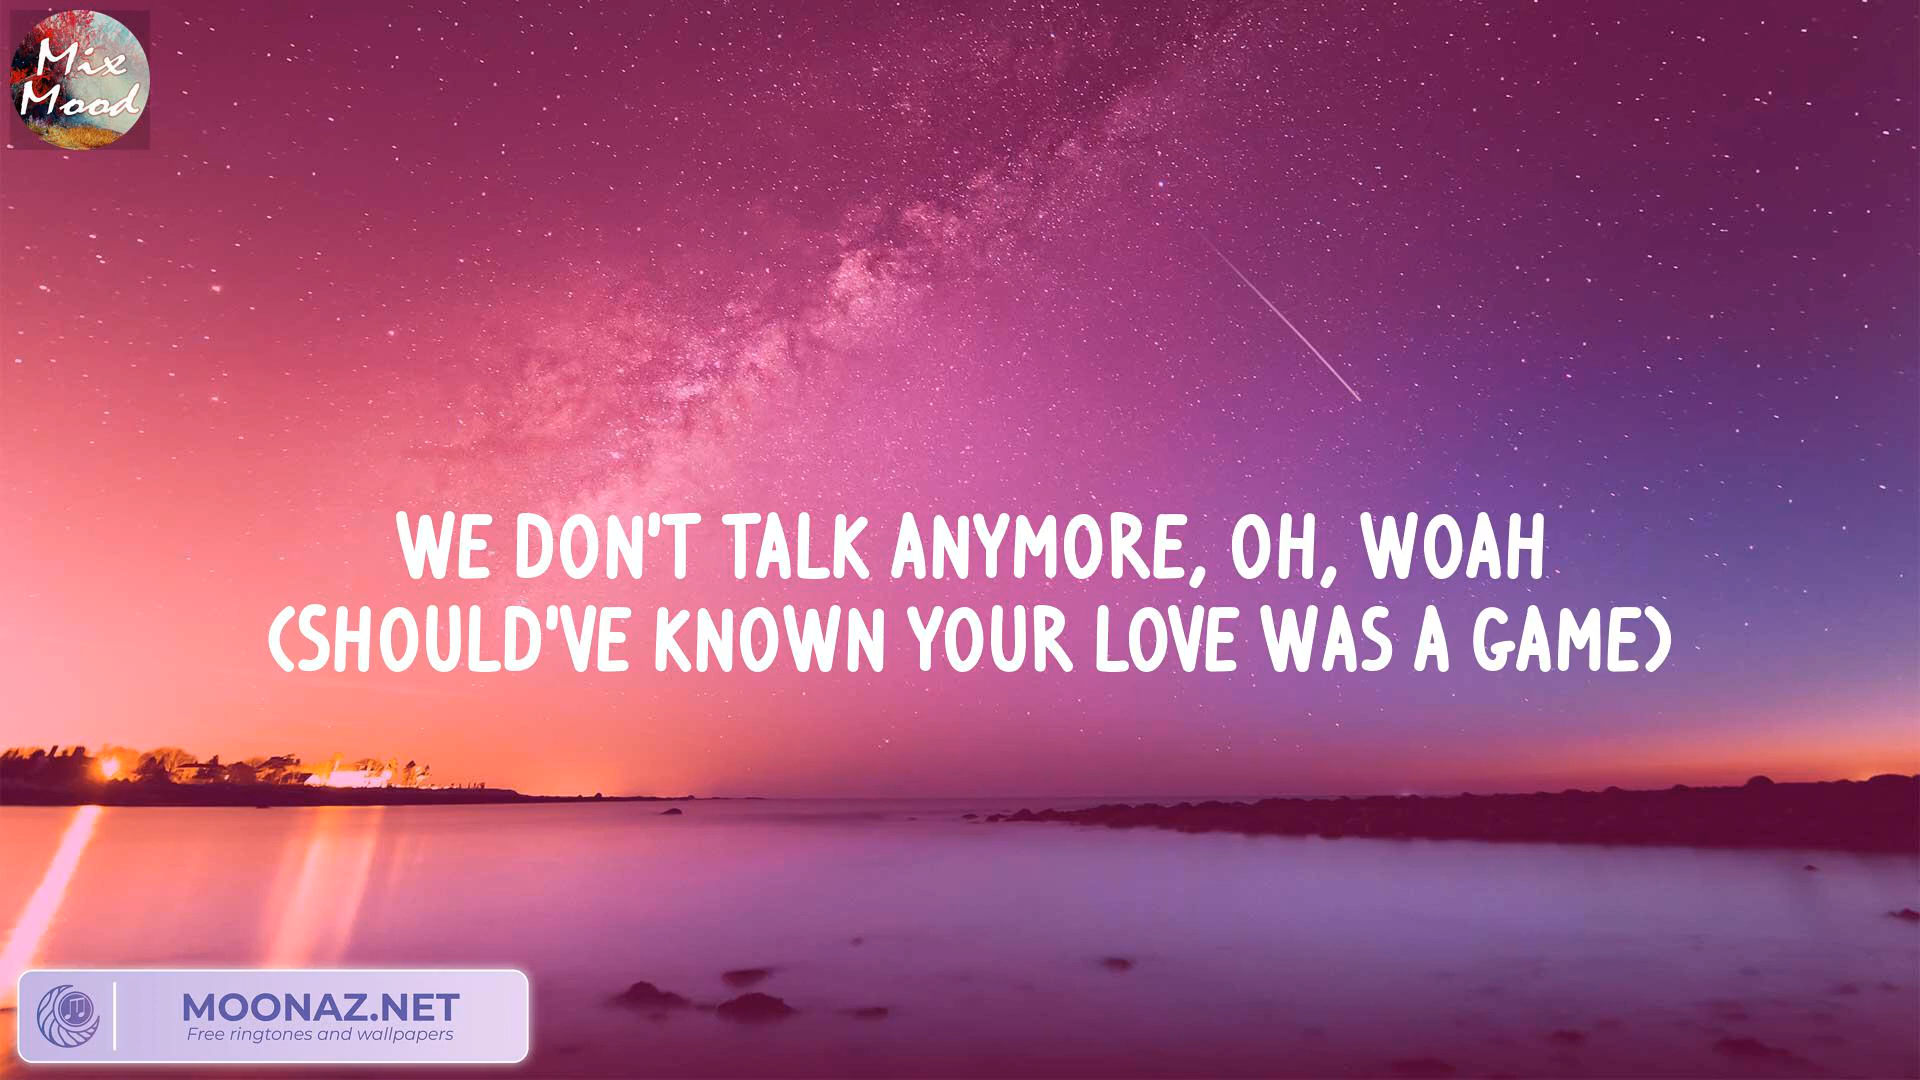 Mix
Mood
WE DON'T TALK ANYMORE, OH, WOAH
(SHOULD'VE KNOWN YOUR LOVE WAS A GAME)
MOONAZ.NET
Free ringtones and wallpapers